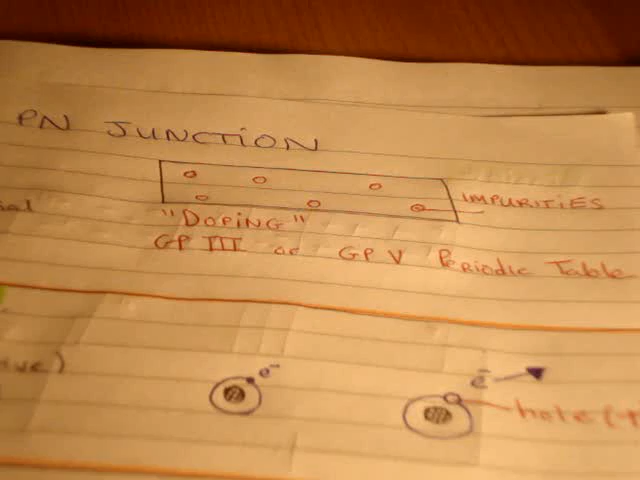 PN JUNCTION
IMPURITIES
"DOPING"
GP III or GP V Periodic Table
e-
e-
hole (+